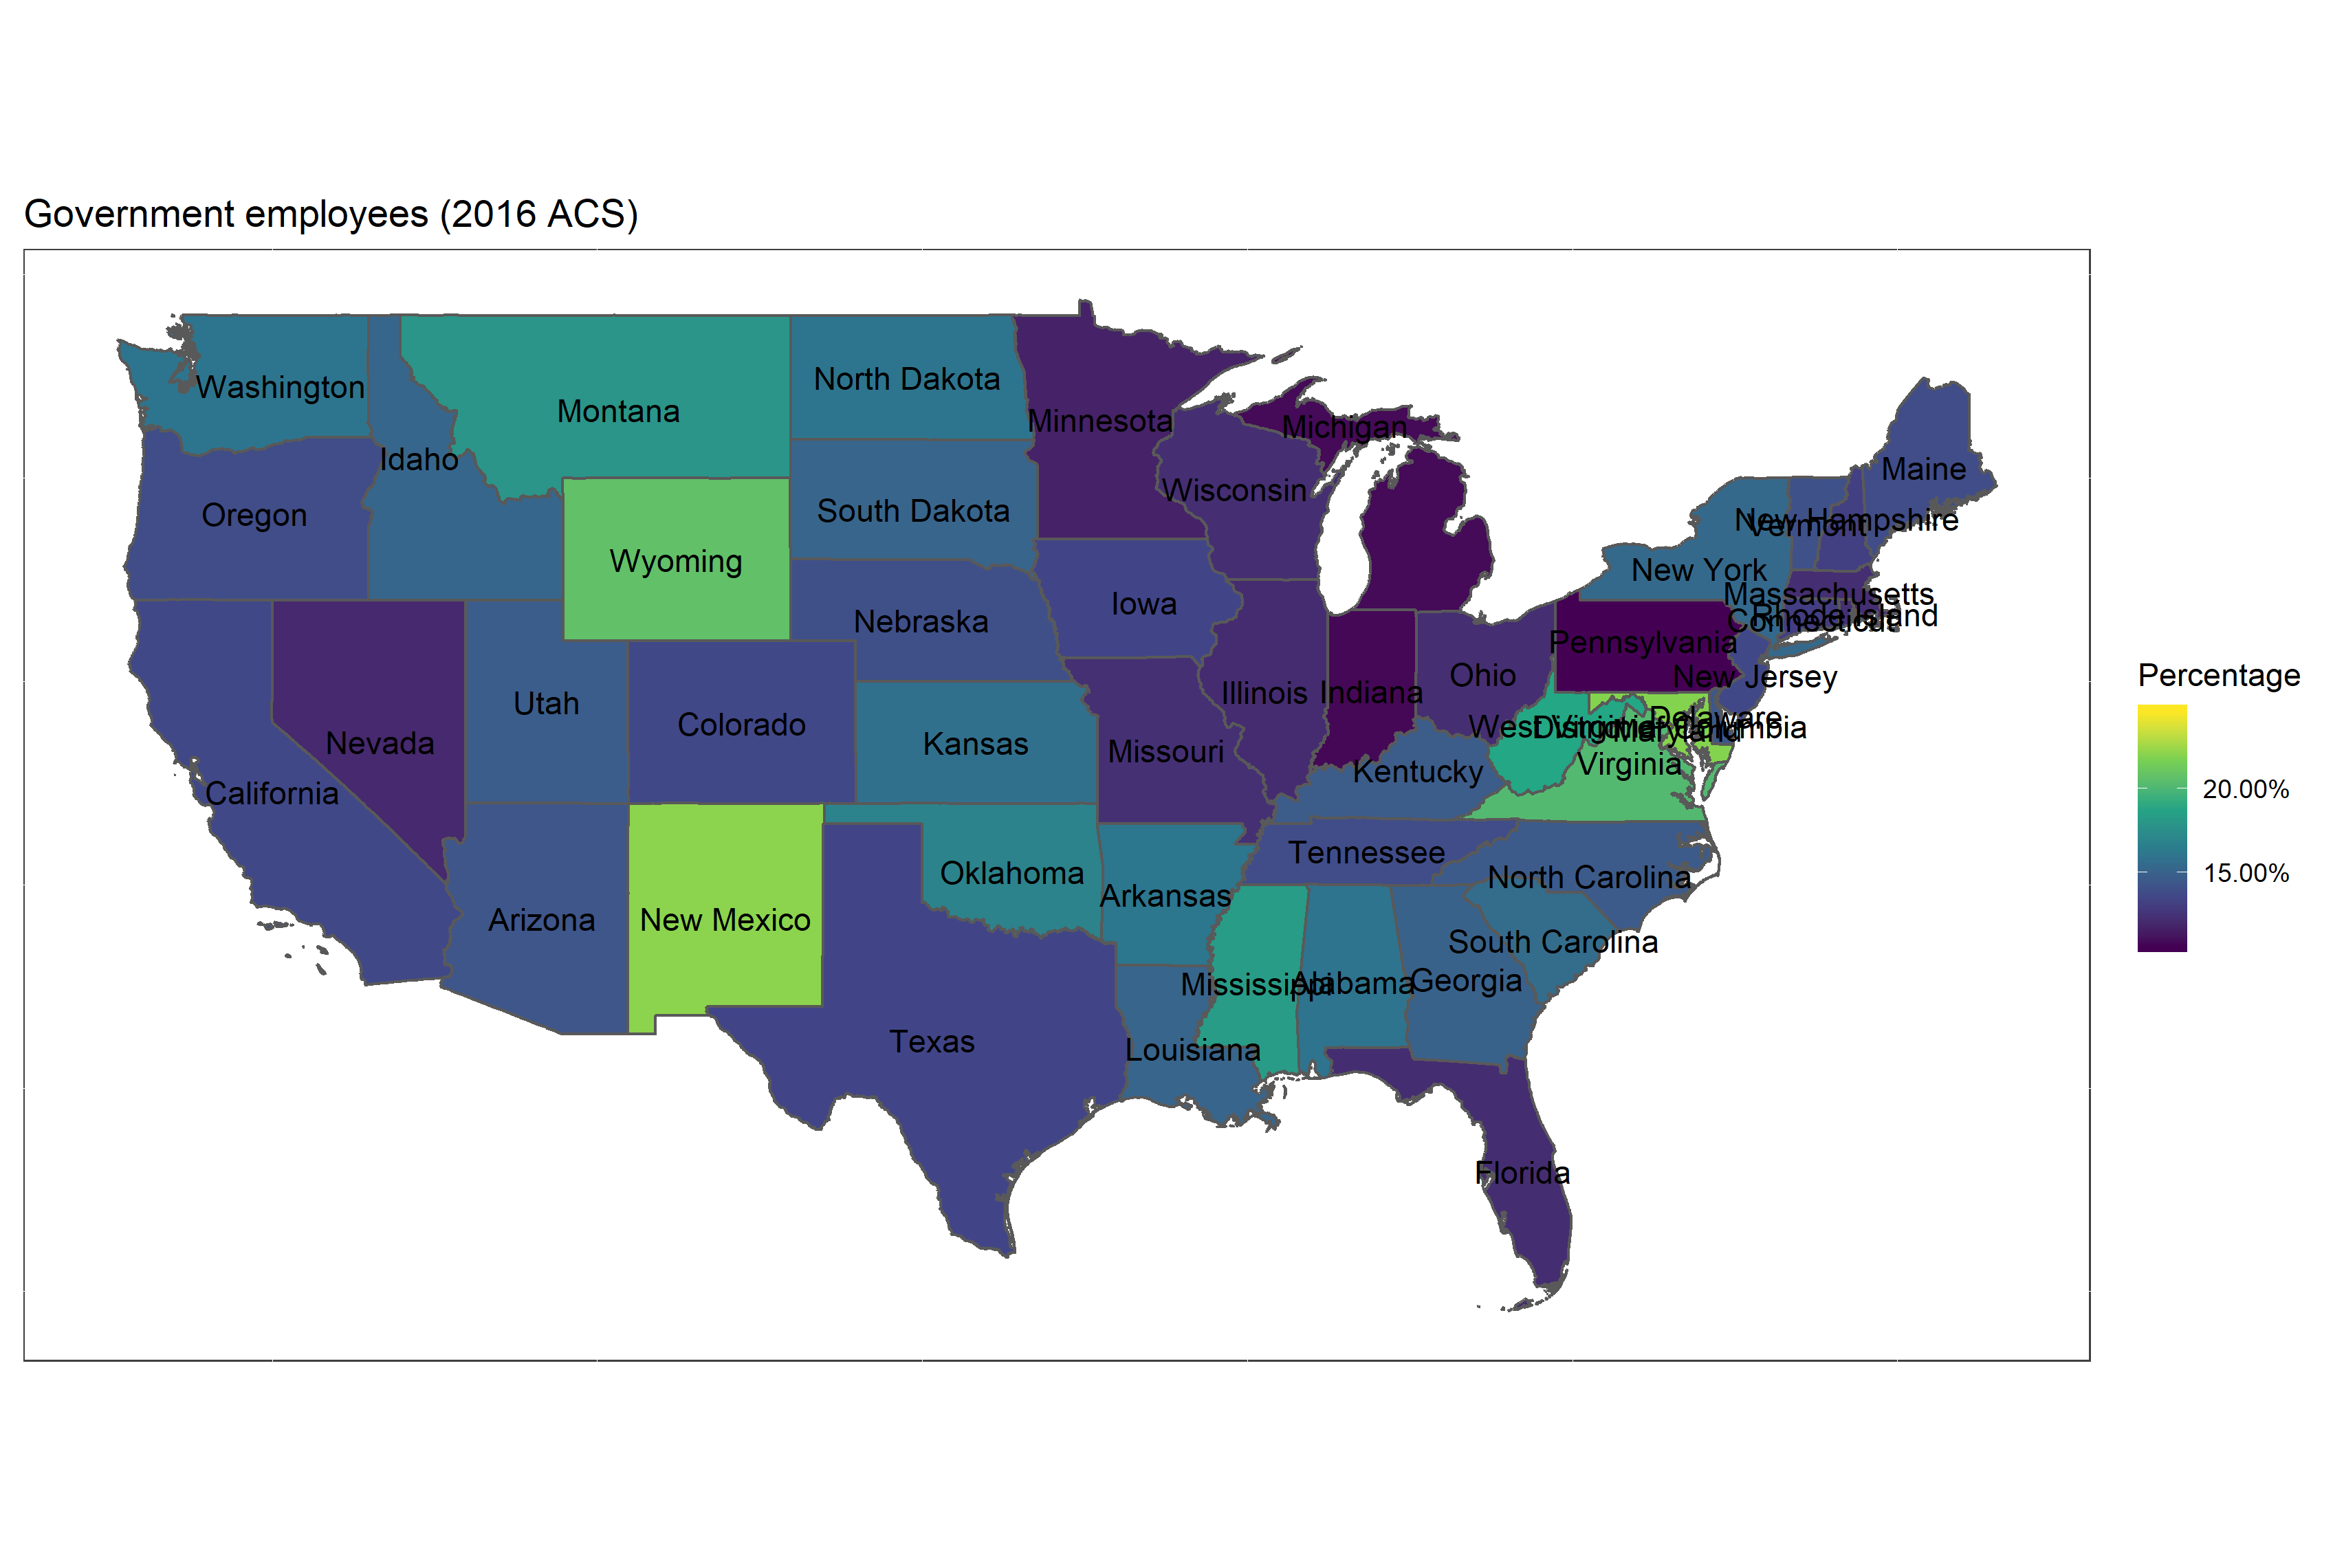 Government employees (2016 ACS)
Washington
Montana
North Dakota
Minnesota
Michigan
Maine
Idaho
Oregon
South Dakota
Wisconsin
New Hampshire
Vermont
Wyoming
New York
Nebraska
Iowa
Massachusetts
Rhode Island
Connecticut
Pennsylvania
New Jersey
Utah
Colorado
Illinois
Indiana
Ohio
Nevada
Kansas
Missouri
Delaware
West Virginia
District of Columbia
Maryland
Virginia
Kentucky
California
Tennessee
North Carolina
Oklahoma
Arkansas
Arizona
New Mexico
South Carolina
Mississippi
Alabama
Georgia
Texas
Louisiana
Florida
Percentage
20.00%
15.00%